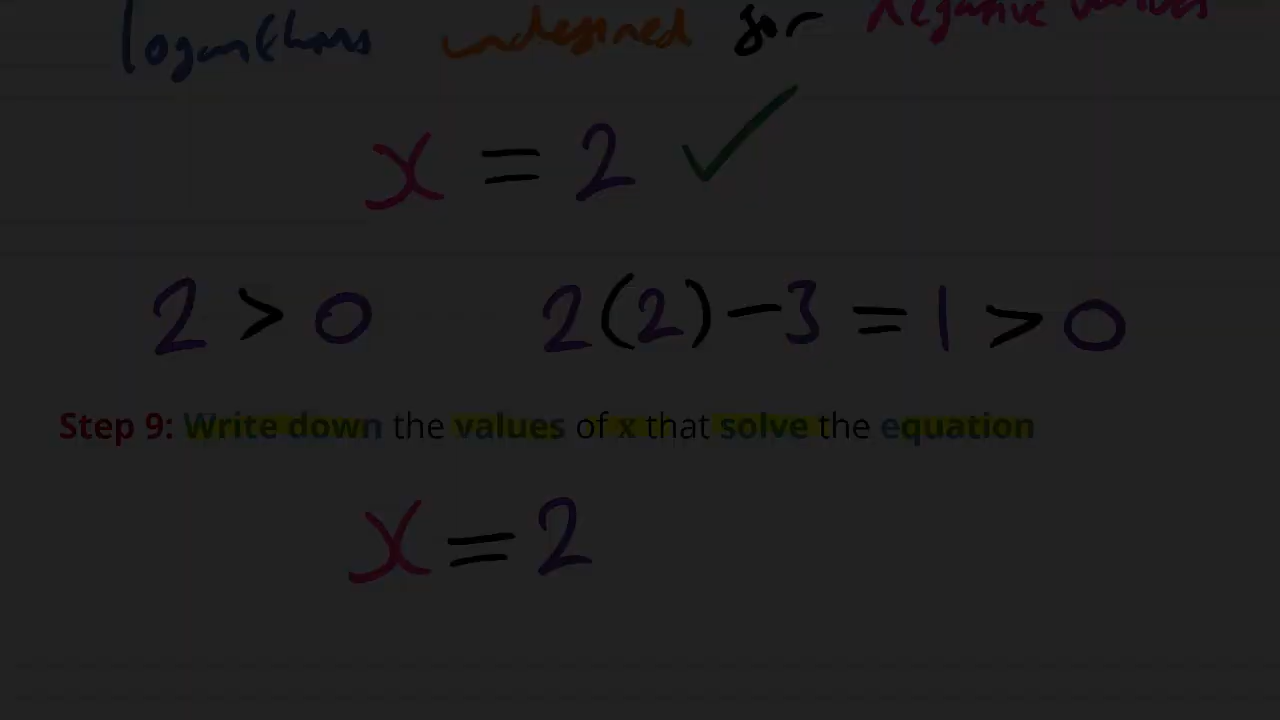 logarithms undefined for negative values
x = 2 ✓
2 > 0 2(2) − 3 = 1 > 0
Step 9: Write down the values of x that solve the equation
x = 2